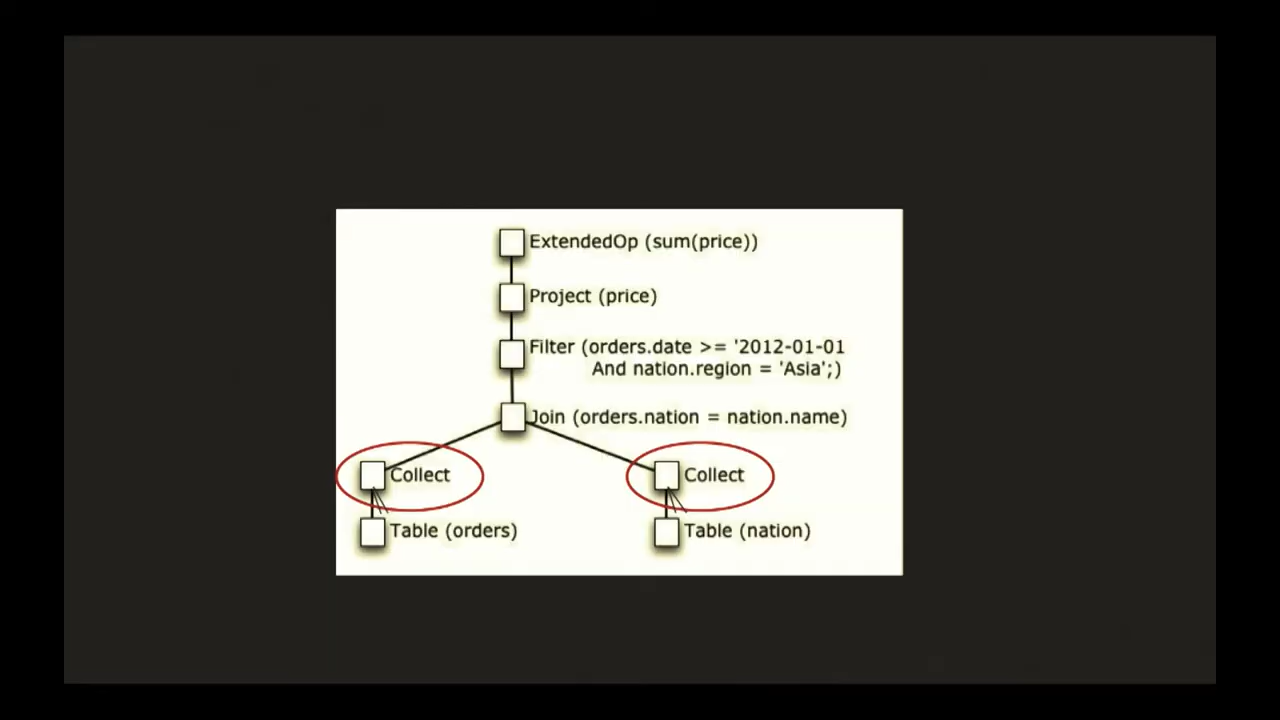 ExtendedOp (sum(price))
Project (price)
Filter (orders.date >= '2012-01-01
And nation.region = 'Asia';)
Join (orders.nation = nation.name)
Collect
Collect
Table (orders)
Table (nation)